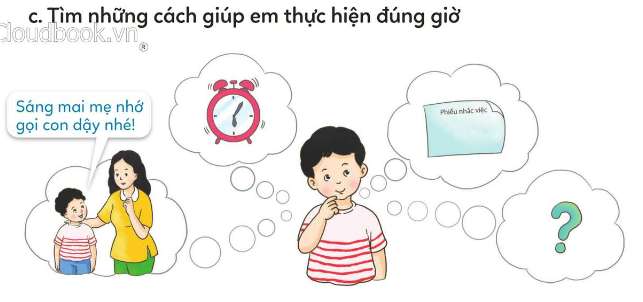 c. Tìm những cách giúp em thực hiện đúng giờ
Cloudbook.vn
®
Sáng mai mẹ nhớ
gọi con dậy nhé!
Phiếu nhắc việc
?